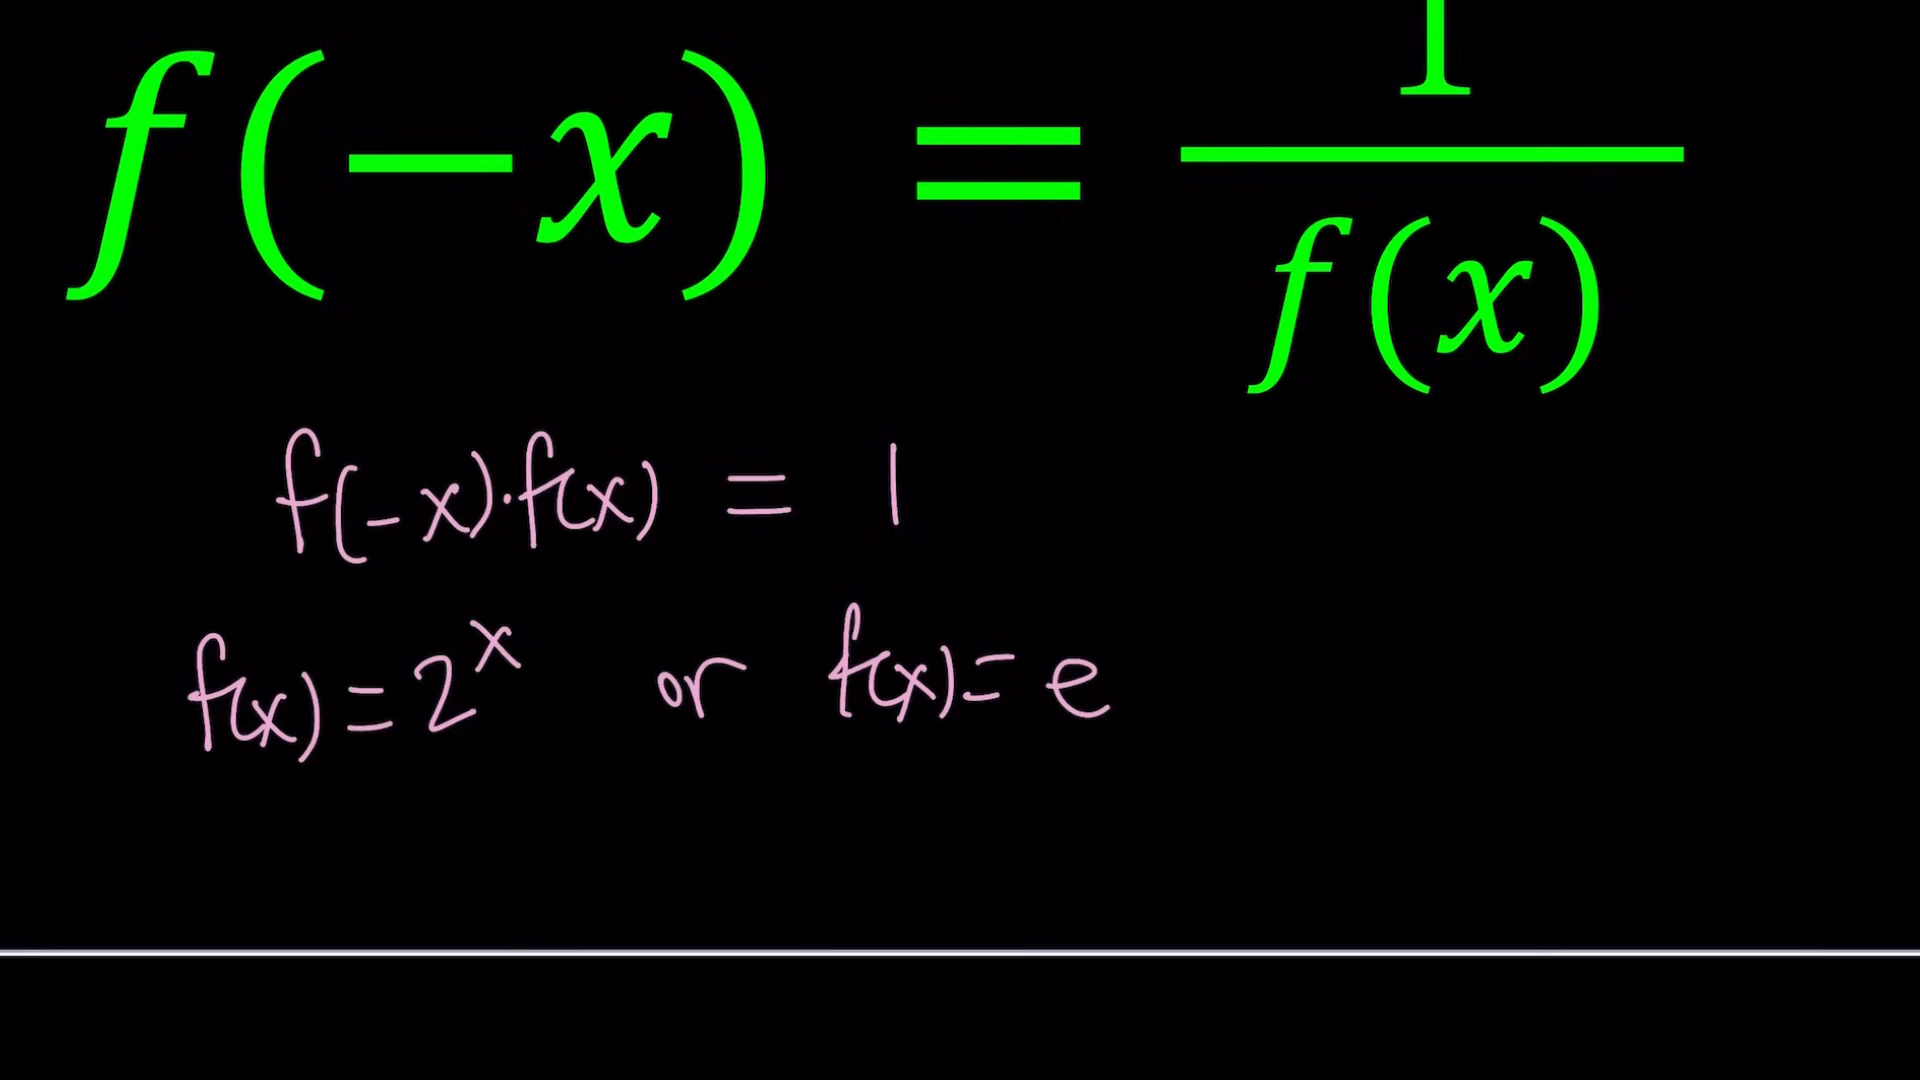 f(−x) = 1/f(x)
f(-x)·f(x) = 1
f(x) = 2^x or f(x) = e